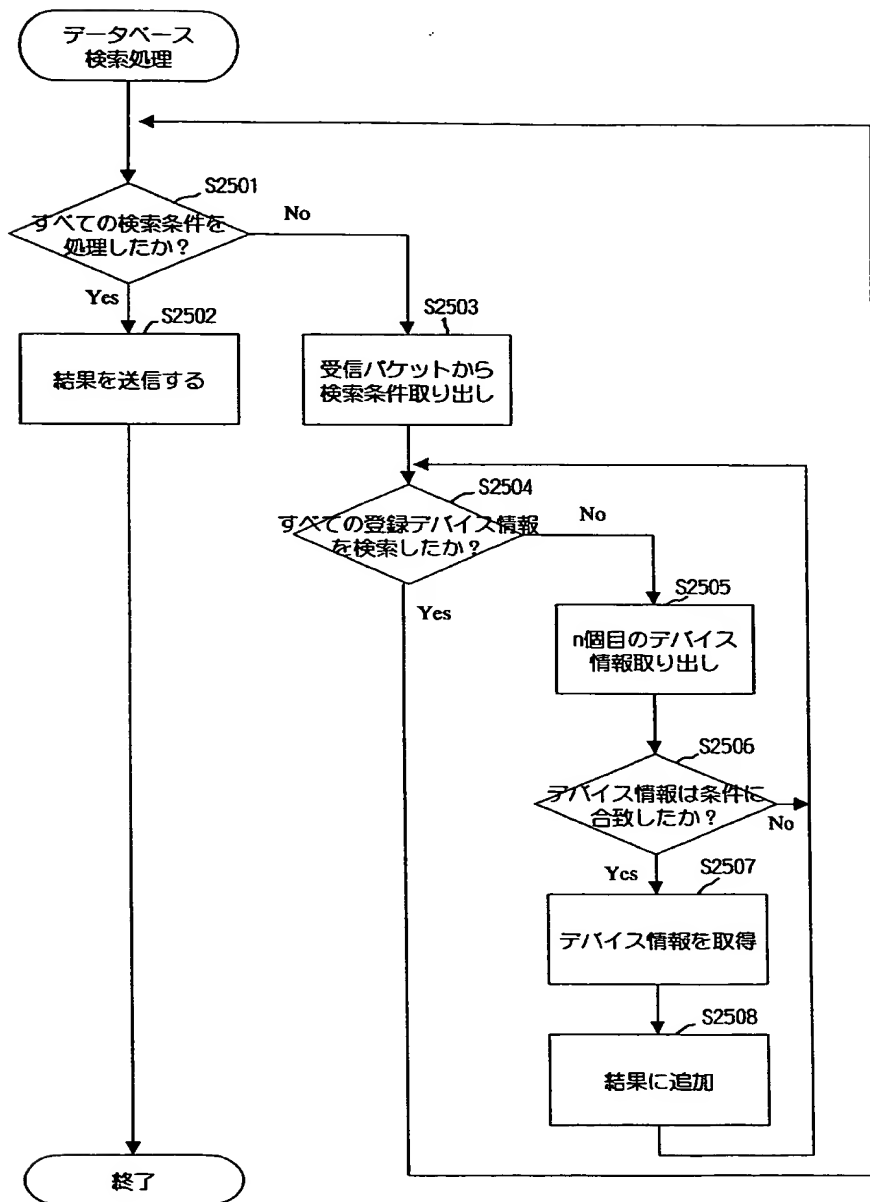 データベース
検索処理
S2501
すべての検索条件を
処理したか？
No
Yes
S2502
結果を送信する
S2503
受信パケットから
検索条件取り出し
S2504
すべての登録デバイス情報
を検索したか？
No
Yes
S2505
n個目のデバイス
情報取り出し
S2506
デバイス情報は条件に
合致したか？
No
Yes
S2507
デバイス情報を取得
S2508
結果に追加
終了